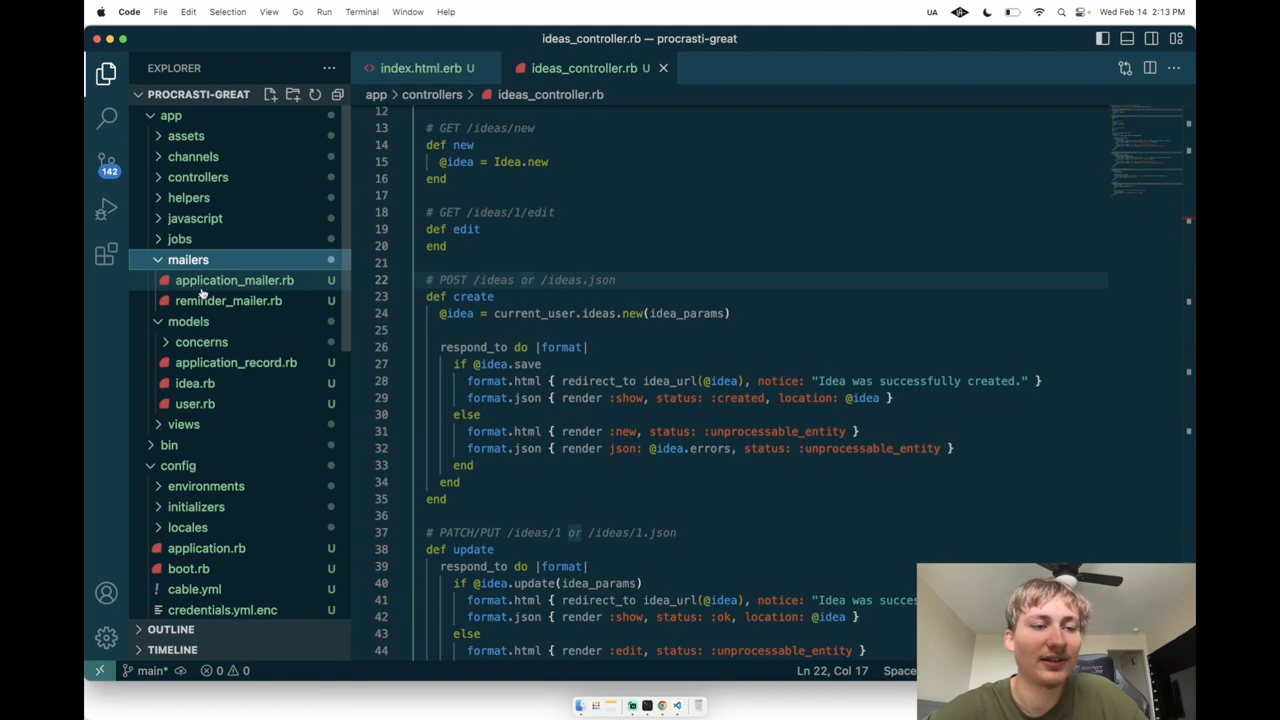 Code File Edit Selection View Go Run Terminal Window Help UA Wed Feb 14 2:13 PM
ideas_controller.rb — procrasti-great
EXPLORER
index.html.erb U
ideas_controller.rb U
PROCRASTI-GREAT
app > controllers > ideas_controller.rb
app
assets
channels
controllers
helpers
javascript
jobs
mailers
application_mailer.rb U
reminder_mailer.rb U
models
concerns
application_record.rb U
idea.rb U
user.rb U
views
bin
config
environments
initializers
locales
application.rb U
boot.rb U
! cable.yml U
credentials.yml.enc U
OUTLINE
TIMELINE
142
12
13 # GET /ideas/new
14 def new
15 @idea = Idea.new
16 end
17
18 # GET /ideas/1/edit
19 def edit
20 end
21
22 # POST /ideas or /ideas.json
23 def create
24 @idea = current_user.ideas.new(idea_params)
25
26 respond_to do |format|
27 if @idea.save
28 format.html { redirect_to idea_url(@idea), notice: "Idea was successfully created." }
29 format.json { render :show, status: :created, location: @idea }
30 else
31 format.html { render :new, status: :unprocessable_entity }
32 format.json { render json: @idea.errors, status: :unprocessable_entity }
33 end
34 end
35 end
36
37 # PATCH/PUT /ideas/1 or /ideas/1.json
38 def update
39 respond_to do |format|
40 if @idea.update(idea_params)
41 format.html { redirect_to idea_url(@idea), notice: "Idea was
42 format.json { render :show, status: :ok, location: @idea }
43 else
44 format.html { render :edit, status: :unprocessable_entity }
main* 0 0 Ln 22, Col 17